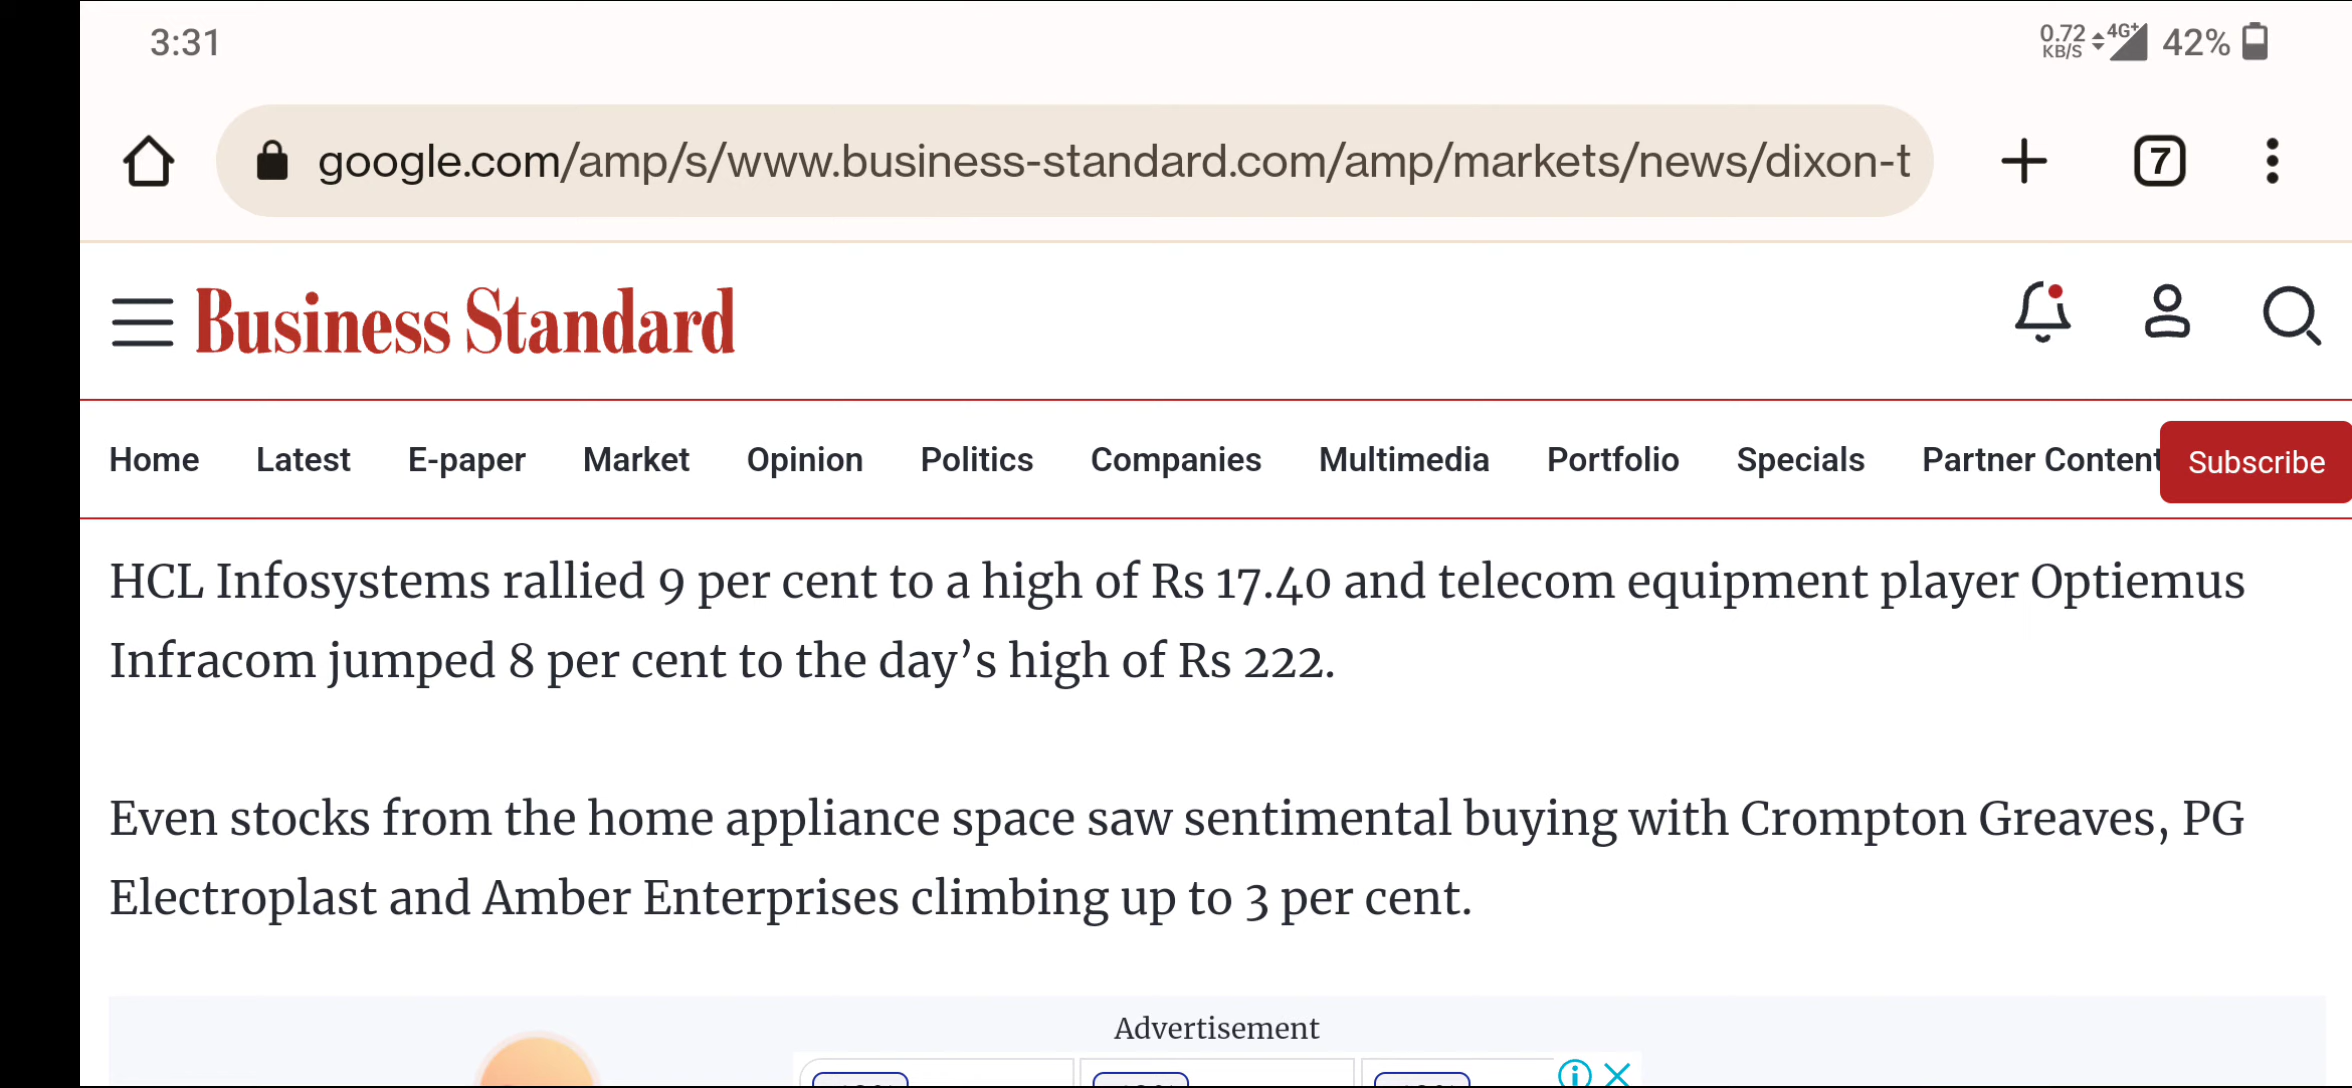 3:31
0.72 KB/S 4G+ 42%
google.com/amp/s/www.business-standard.com/amp/markets/news/dixon-t
7
Business Standard
Home Latest E-paper Market Opinion Politics Companies Multimedia Portfolio Specials Partner Content Subscribe
HCL Infosystems rallied 9 per cent to a high of Rs 17.40 and telecom equipment player Optiemus
Infracom jumped 8 per cent to the day’s high of Rs 222.
Even stocks from the home appliance space saw sentimental buying with Crompton Greaves, PG
Electroplast and Amber Enterprises climbing up to 3 per cent.
Advertisement